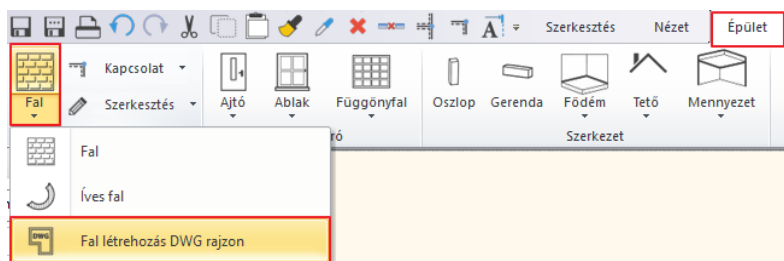 Szerkesztés Nézet Épület
Kapcsolat
Fal Szerkesztés Ajtó Ablak Függönyfal Oszlop Gerenda Födém Tető Mennyezet
ró Szerkezet
Fal
Íves fal
DWG Fal létrehozás DWG rajzon